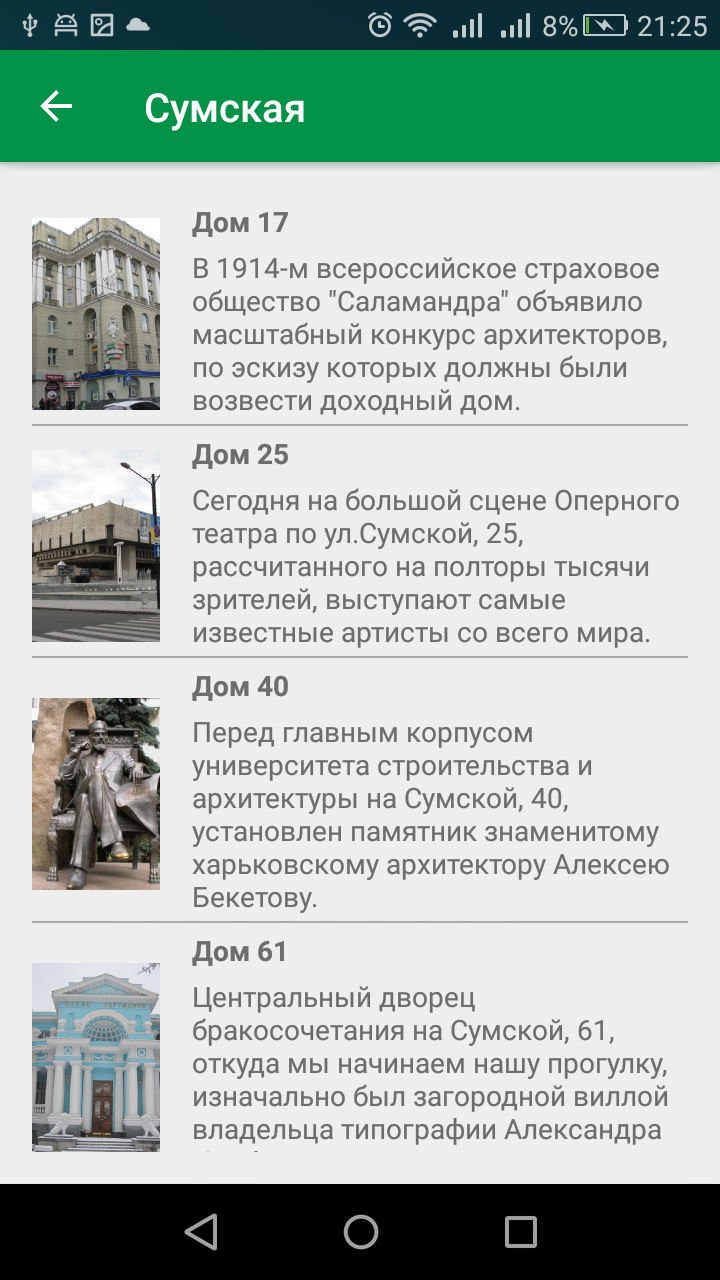 8% 21:25
Сумская
Дом 17
В 1914-м всероссийское страховое
общество "Саламандра" объявило
масштабный конкурс архитекторов,
по эскизу которых должны были
возвести доходный дом.
Дом 25
Сегодня на большой сцене Оперного
театра по ул.Сумской, 25,
рассчитанного на полторы тысячи
зрителей, выступают самые
известные артисты со всего мира.
Дом 40
Перед главным корпусом
университета строительства и
архитектуры на Сумской, 40,
установлен памятник знаменитому
харьковскому архитектору Алексею
Бекетову.
Дом 61
Центральный дворец
бракосочетания на Сумской, 61,
откуда мы начинаем нашу прогулку,
изначально был загородной виллой
владельца типографии Александра